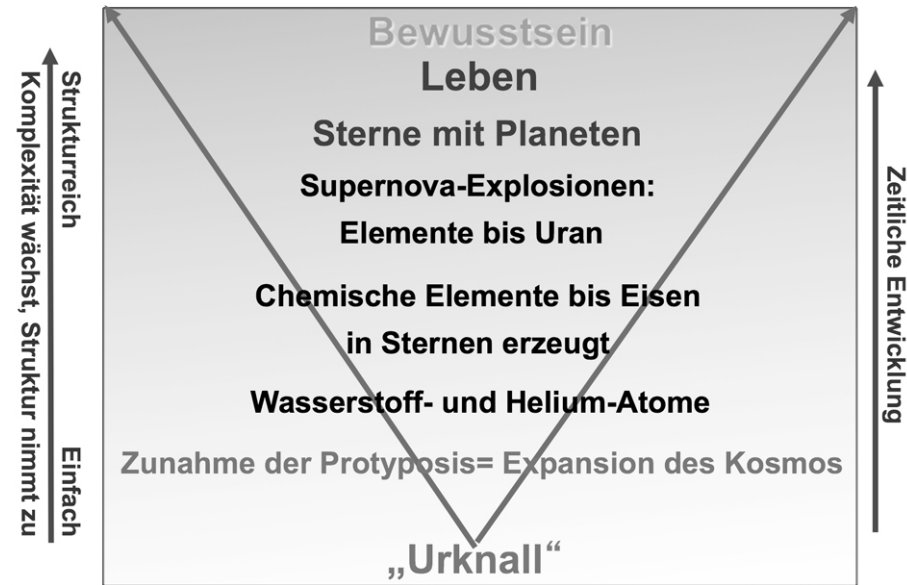 Bewusstsein
Leben
Sterne mit Planeten
Supernova-Explosionen:
Elemente bis Uran
Chemische Elemente bis Eisen
in Sternen erzeugt
Wasserstoff- und Helium-Atome
Zunahme der Protyposis= Expansion des Kosmos
„Urknall“
Strukturreich
Einfach
Komplexität wächst, Struktur nimmt zu
Zeitliche Entwicklung